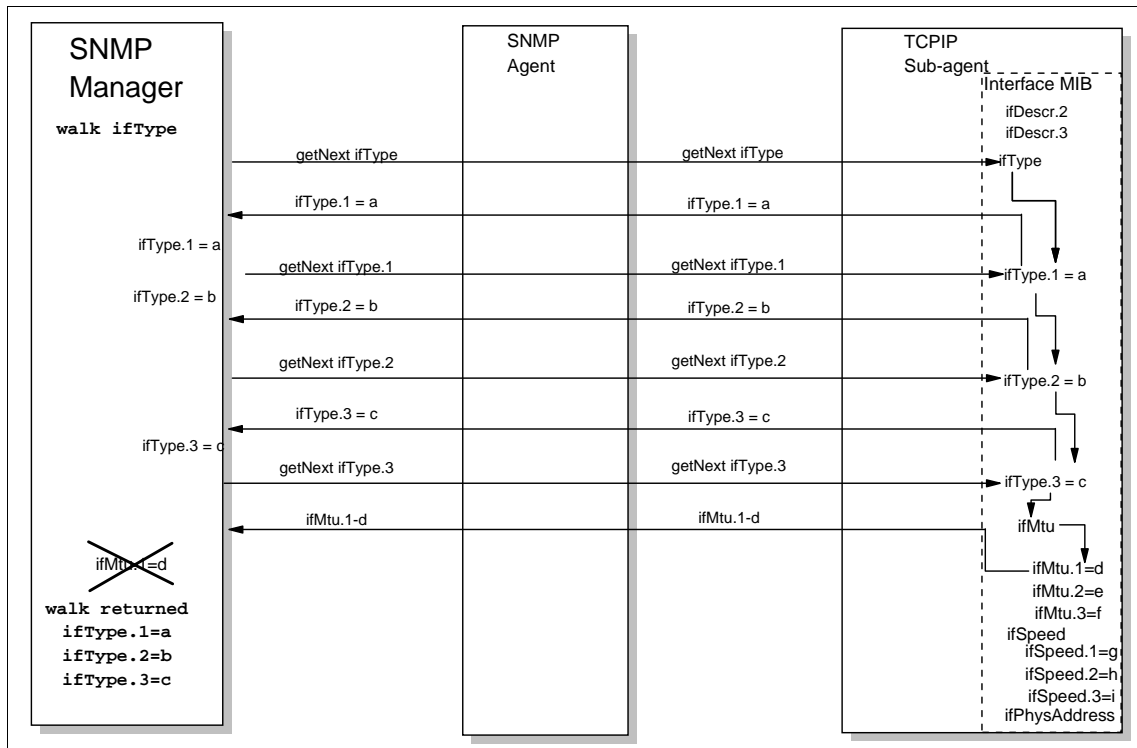 SNMP
Manager
walk ifType
SNMP
Agent
TCPIP
Sub-agent
Interface MIB
ifDescr.2
ifDescr.3
getNext ifType
getNext ifType
ifType
ifType.1 = a
ifType.1 = a
ifType.1 = a
getNext ifType.1
getNext ifType.1
ifType.1 = a
ifType.2 = b
ifType.2 = b
ifType.2 = b
getNext ifType.2
getNext ifType.2
ifType.2 = b
ifType.3 = c
ifType.3 = c
ifType.3 = c
getNext ifType.3
getNext ifType.3
ifType.3 = c
ifMtu.1-d
ifMtu.1-d
ifMtu
ifMtu.1=d
ifMtu.1=d
ifMtu.2=e
ifMtu.3=f
ifSpeed
ifSpeed.1=g
ifSpeed.2=h
ifSpeed.3=i
ifPhysAddress
walk returned
ifType.1=a
ifType.2=b
ifType.3=c